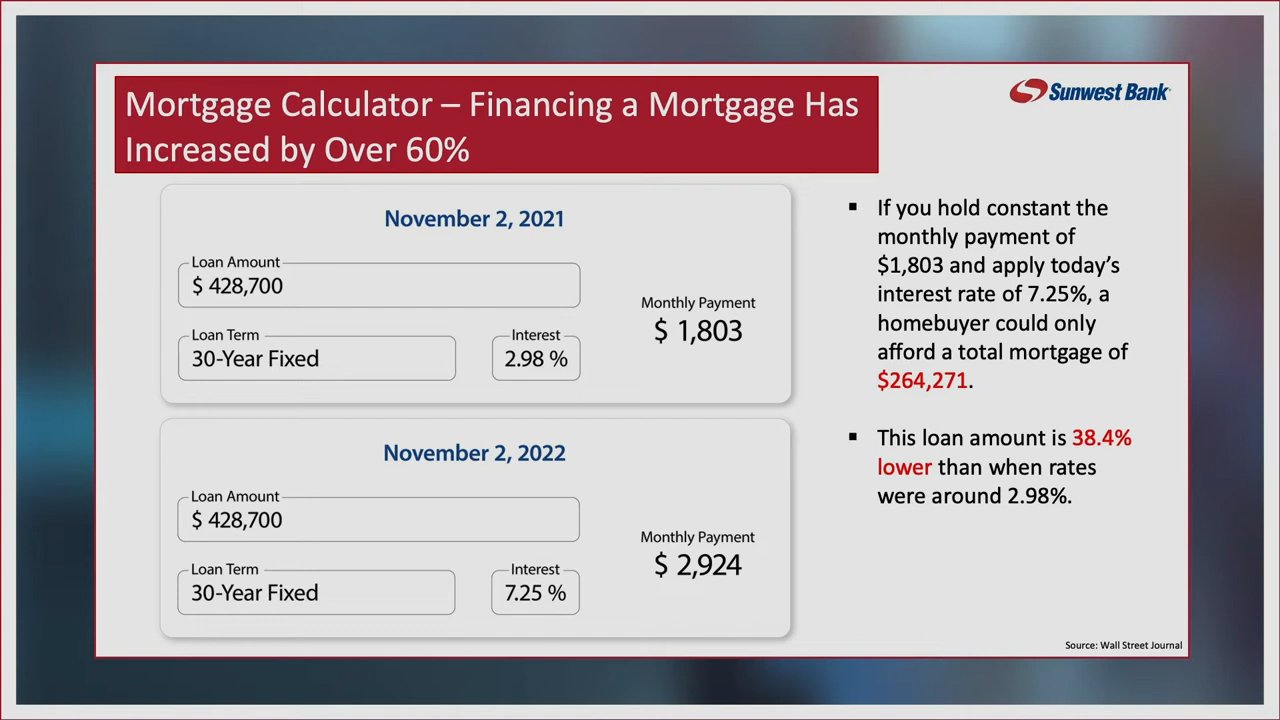 Mortgage Calculator – Financing a Mortgage Has
Increased by Over 60%
Sunwest Bank
November 2, 2021
Loan Amount
$ 428,700
Monthly Payment
$ 1,803
Loan Term
30-Year Fixed
Interest
2.98 %
November 2, 2022
Loan Amount
$ 428,700
Monthly Payment
$ 2,924
Loan Term
30-Year Fixed
Interest
7.25 %
▪ If you hold constant the
monthly payment of
$1,803 and apply today’s
interest rate of 7.25%, a
homebuyer could only
afford a total mortgage of
$264,271.
▪ This loan amount is 38.4%
lower than when rates
were around 2.98%.
Source: Wall Street Journal